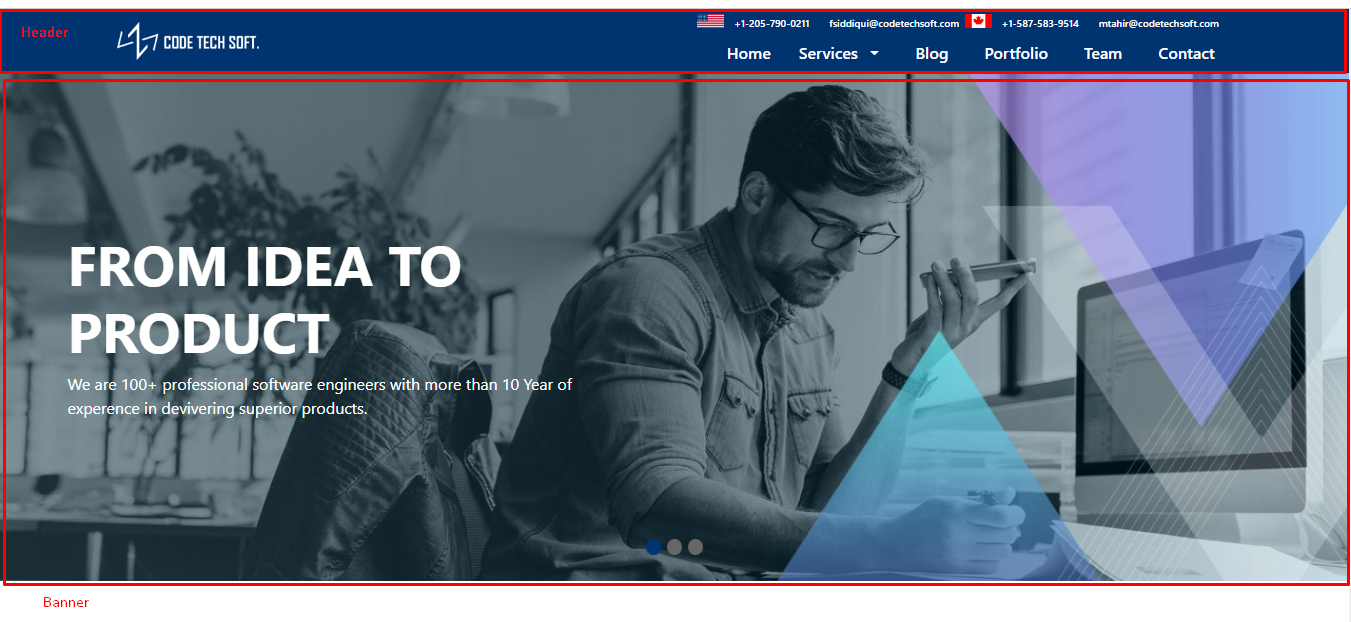 Header
CODE TECH SOFT.
+1-205-790-0211 fsiddiqui@codetechsoft.com +1-587-583-9514 mtahir@codetechsoft.com
Home Services Blog Portfolio Team Contact
FROM IDEA TO
PRODUCT
We are 100+ professional software engineers with more than 10 Year of
experence in devivering superior products.
Banner